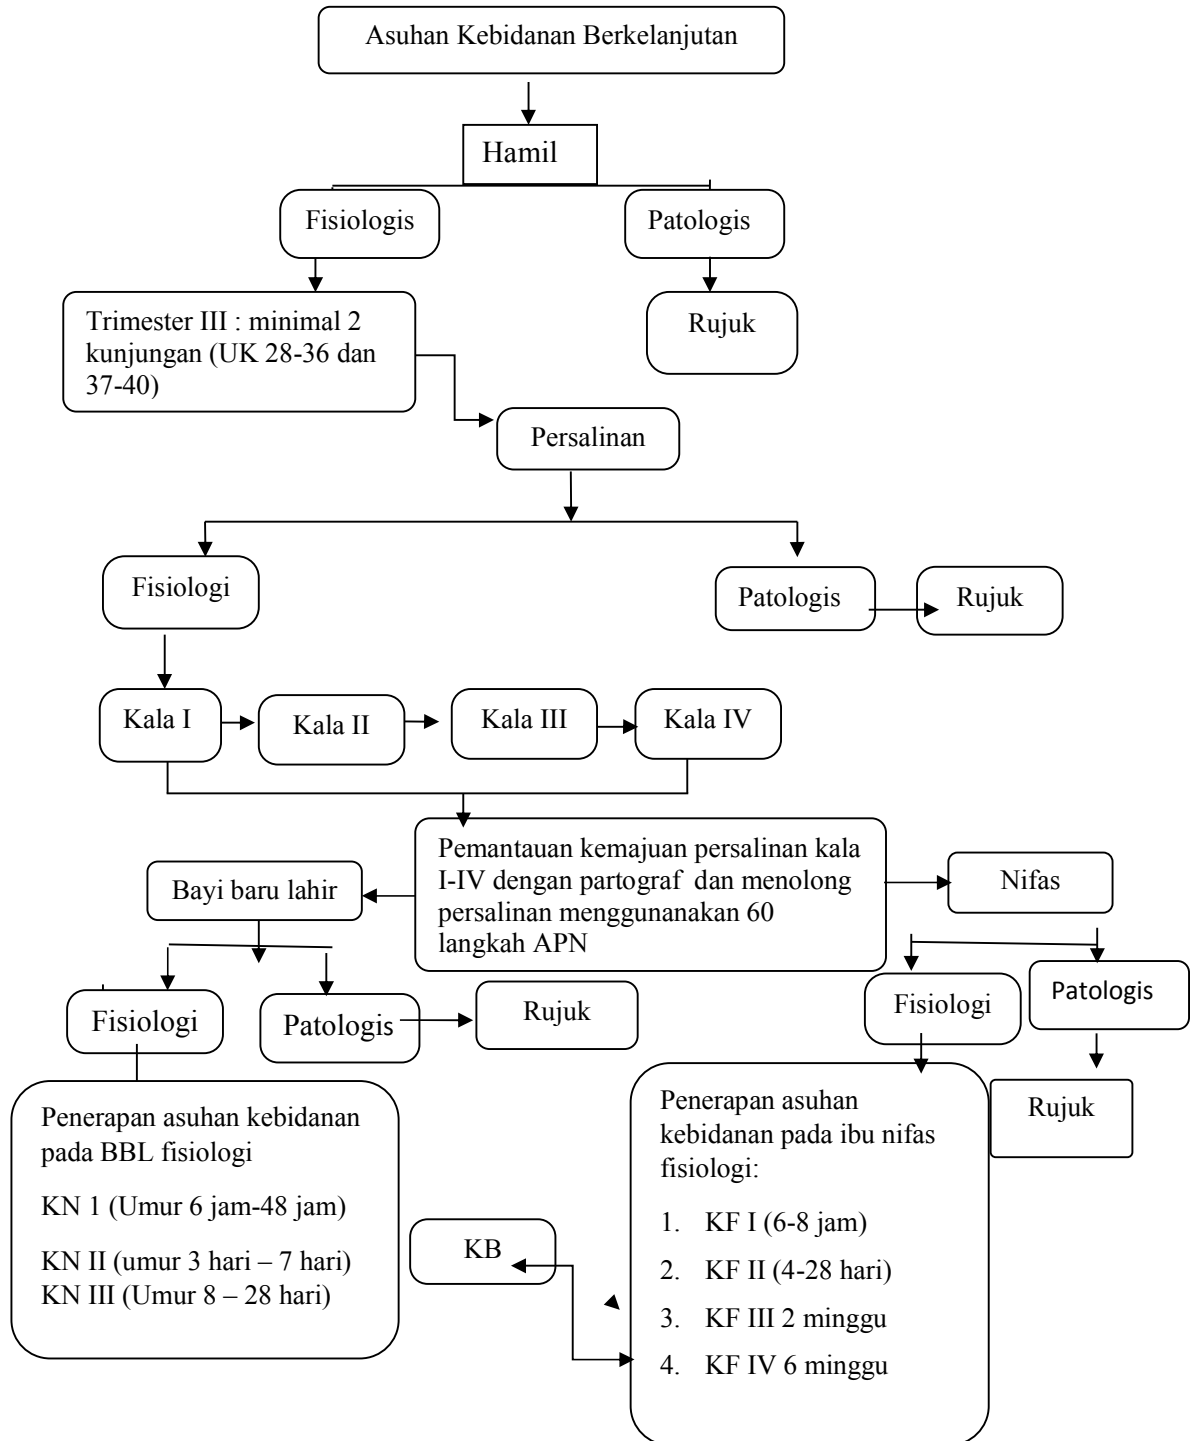 Asuhan Kebidanan Berkelanjutan
Hamil
Fisiologis
Patologis
Trimester III : minimal 2
kunjungan (UK 28-36 dan
37-40)
Rujuk
Persalinan
Fisiologi
Patologis
Rujuk
Kala I
Kala II
Kala III
Kala IV
Pemantauan kemajuan persalinan kala
I-IV dengan partograf dan menolong
persalinan menggunanakan 60
langkah APN
Bayi baru lahir
Nifas
Fisiologi
Patologis
Rujuk
Fisiologi
Patologis
Penerapan asuhan kebidanan
pada BBL fisiologi
KN 1 (Umur 6 jam-48 jam)
KN II (umur 3 hari – 7 hari)
KN III (Umur 8 – 28 hari)
KB
Penerapan asuhan
kebidanan pada ibu nifas
fisiologi:
1. KF I (6-8 jam)
2. KF II (4-28 hari)
3. KF III 2 minggu
4. KF IV 6 minggu
Rujuk